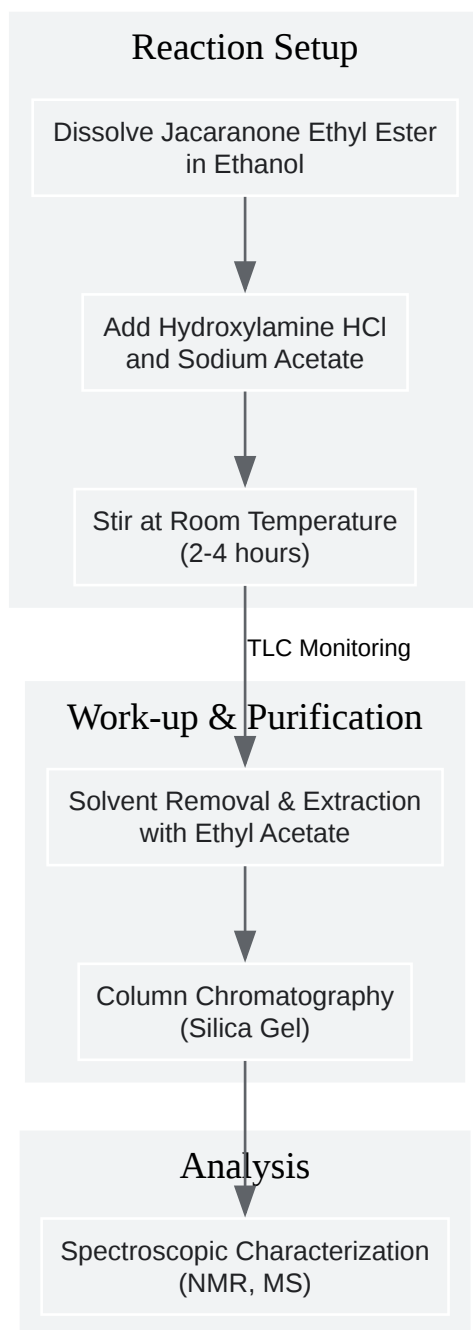 Reaction Setup
Dissolve Jacaranone Ethyl Ester
in Ethanol
Add Hydroxylamine HCl
and Sodium Acetate
Stir at Room Temperature
(2-4 hours)
TLC Monitoring
Work-up & Purification
Solvent Removal & Extraction
with Ethyl Acetate
Column Chromatography
(Silica Gel)
Analysis
Spectroscopic Characterization
(NMR, MS)